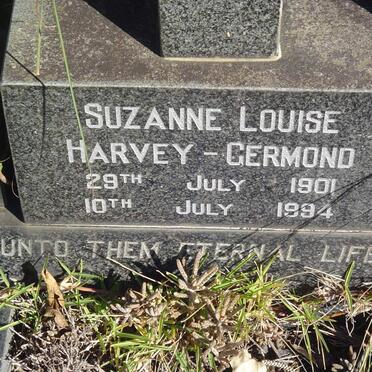 SUZANNE LOUISE
HARVEY - GERMOND
29TH JULY 1901
10TH JULY 1994
UNTO THEM ETERNAL LIFE